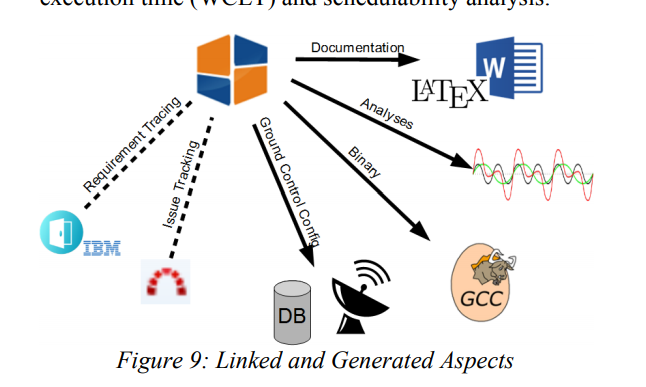 execution time (WCET) and schedulability analysis.
Documentation
W
LATEX
Analyses
Requirement Tracing
Issue Tracking
Ground Control Config
Binary
IBM
GCC
DB
Figure 9: Linked and Generated Aspects